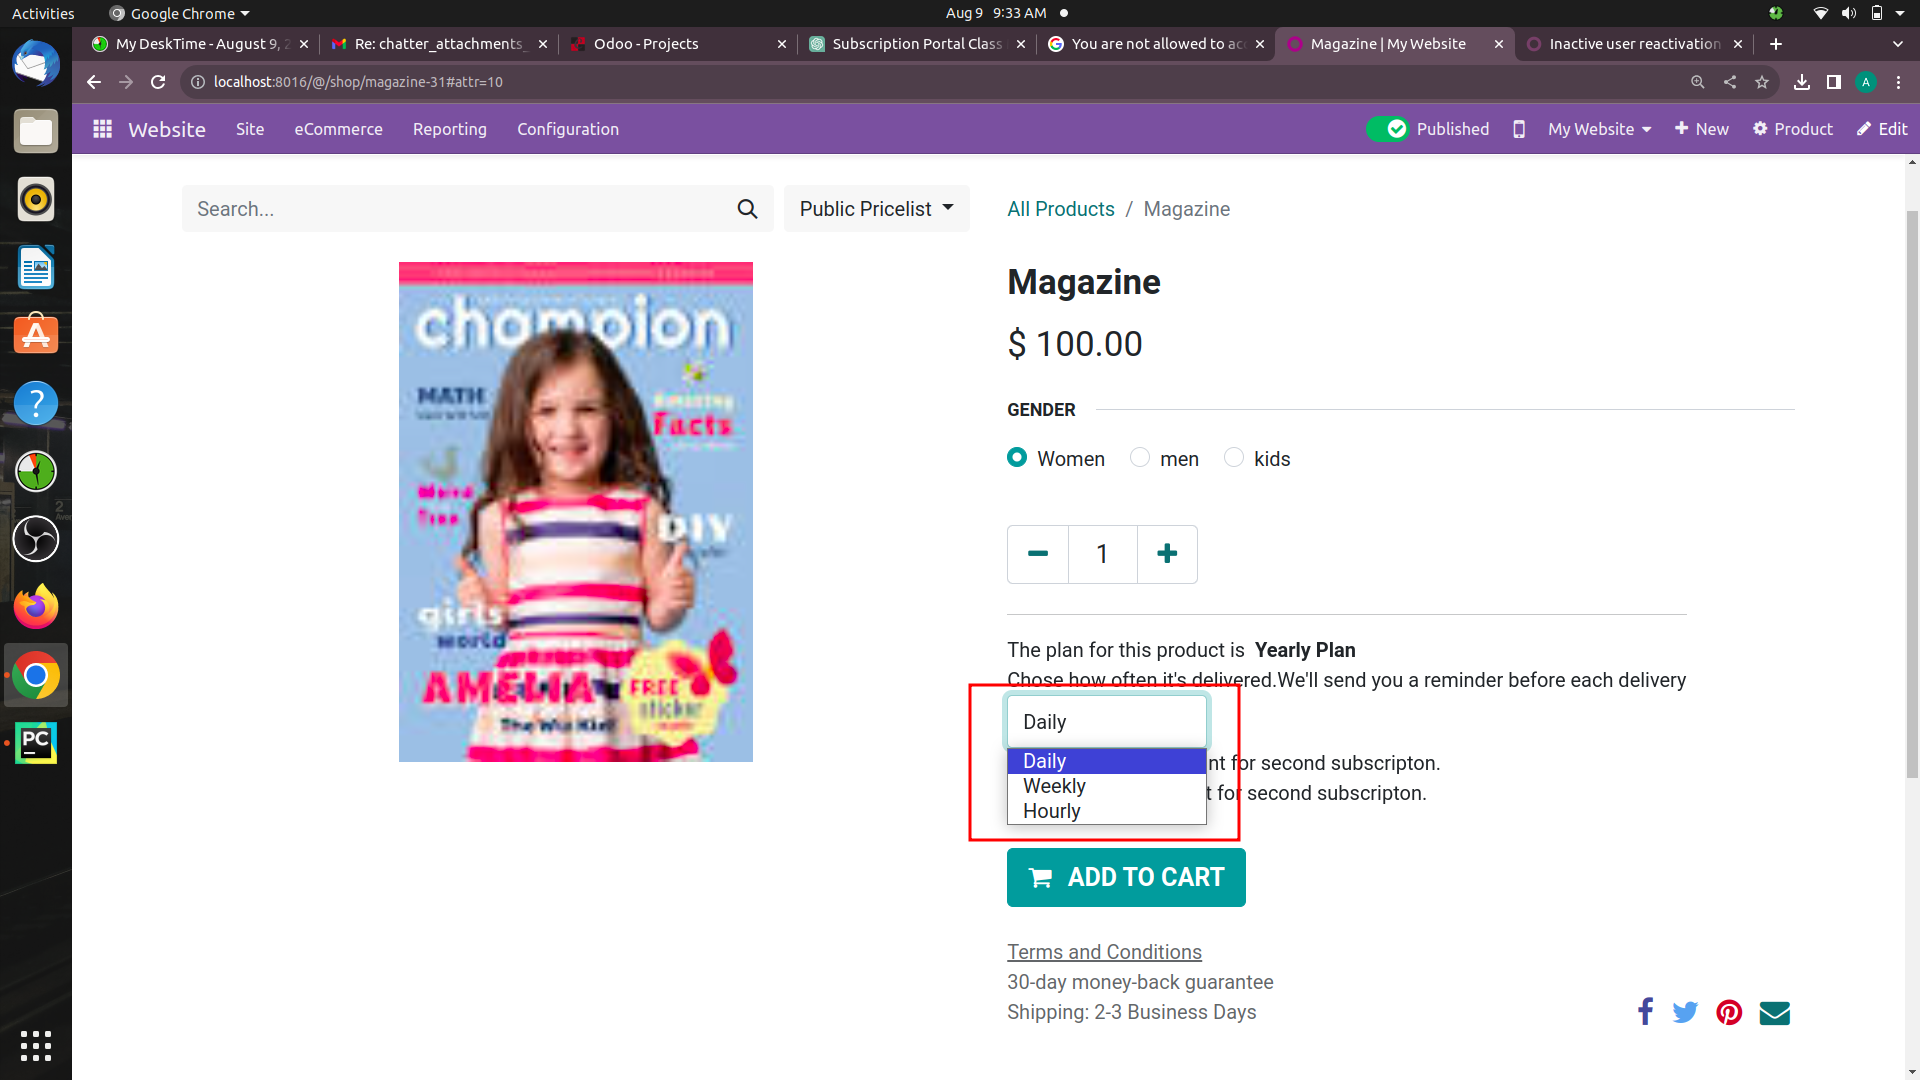 Activities
Google Chrome
Aug 9 9:33 AM
My DeskTime - August 9, 2
Re: chatter_attachments_
Odoo - Projects
Subscription Portal Class
You are not allowed to acc
Magazine | My Website
Inactive user reactivation
localhost:8016/@/shop/magazine-31#attr=10
A
Website
Site
eCommerce
Reporting
Configuration
Published
My Website
New
Product
Edit
Search...
Public Pricelist
All Products / Magazine
champion
MATH
Facts
Word
DIY
girls
world
AMELIA
FREE
sticker
Magazine
$ 100.00
GENDER
Women
men
kids
1
The plan for this product is Yearly Plan
Chose how often it's delivered.We'll send you a reminder before each delivery
Daily
Daily
Weekly
Hourly
nt for second subscripton.
t for second subscripton.
ADD TO CART
Terms and Conditions
30-day money-back guarantee
Shipping: 2-3 Business Days
PC